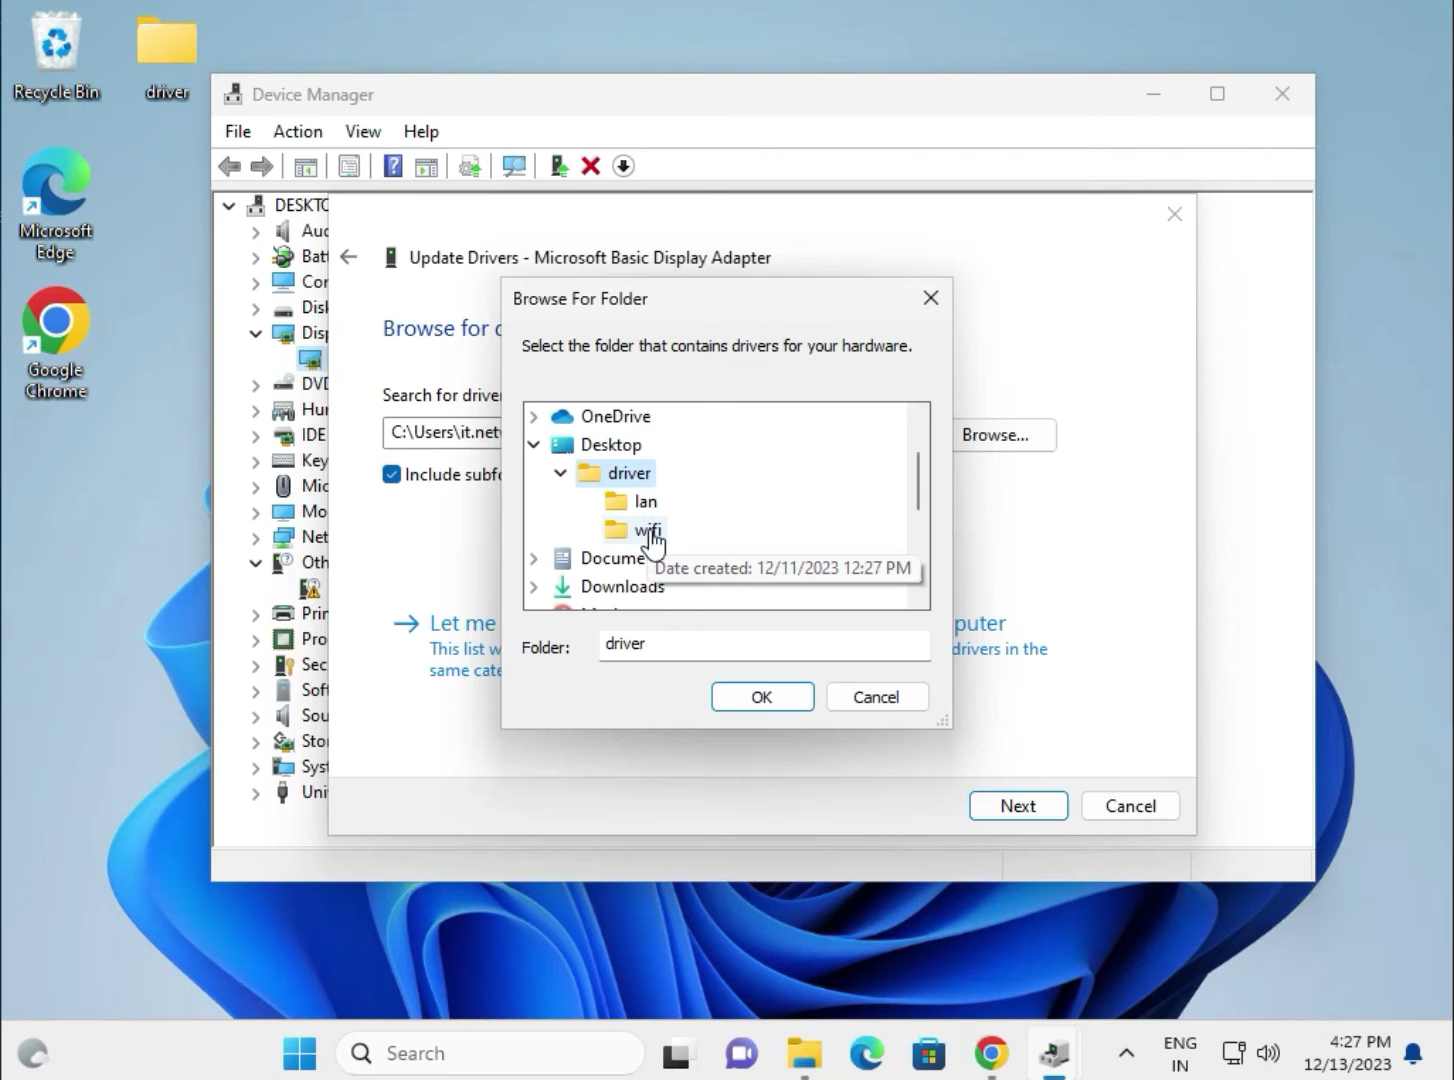 Recycle Bin
driver
Microsoft
Edge
Google
Chrome
Device Manager
File Action View Help
DESKTO
Aud
Batt
Con
Disk
Disp
DVD
Hur
IDE
Key
Mic
Mo
Net
Oth
Prin
Pro
Sec
Soft
Sou
Stor
Syst
Uni
Update Drivers - Microsoft Basic Display Adapter
Browse for
Search for driver
C:\Users\it.net
Browse...
Include subfo
Let me
puter
This list w
drivers in the
same cate
Next Cancel
Browse For Folder
Select the folder that contains drivers for your hardware.
OneDrive
Desktop
driver
lan
wifi
Docume
Date created: 12/11/2023 12:27 PM
Downloads
Folder: driver
OK Cancel
Search
ENG
IN
4:27 PM
12/13/2023